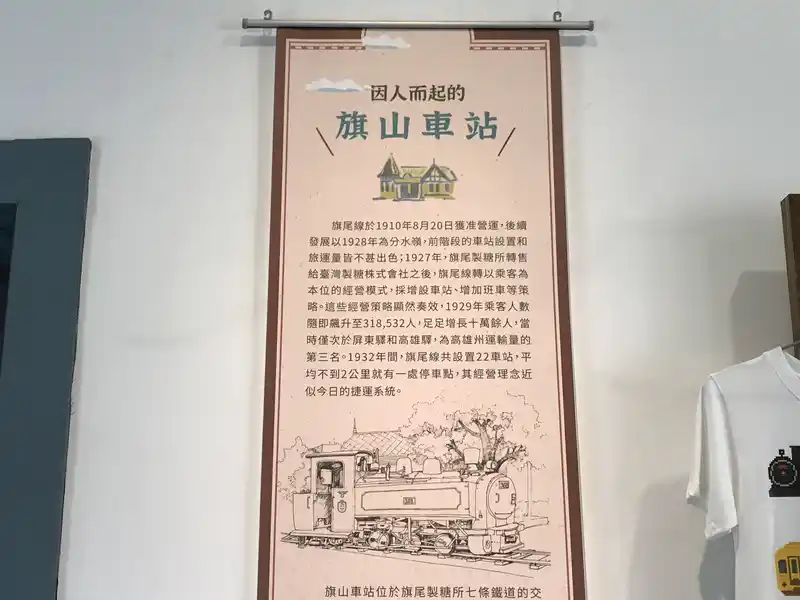 因人而起的
旗山車站
旗尾線於1910年8月20日獲准營運，後續
發展以1928年為分水嶺，前階段的車站設置和
旅運量皆不甚出色；1927年，旗尾製糖所轉售
給臺灣製糖株式會社之後，旗尾線轉以乘客為
本位的經營模式，採增設車站、增加班車等策
略。這些經營策略顯然奏效，1929年乘客人數
隨即飆升至318,532人，足足增長十萬餘人，當
時僅次於屏東驛和高雄驛，為高雄州運輸量的
第三名。1932年間，旗尾線共設置22車站，平
均不到2公里就有一處停車點，其經營理念近
似今日的捷運系統。
旗山車站位於旗尾製糖所七條鐵道的交